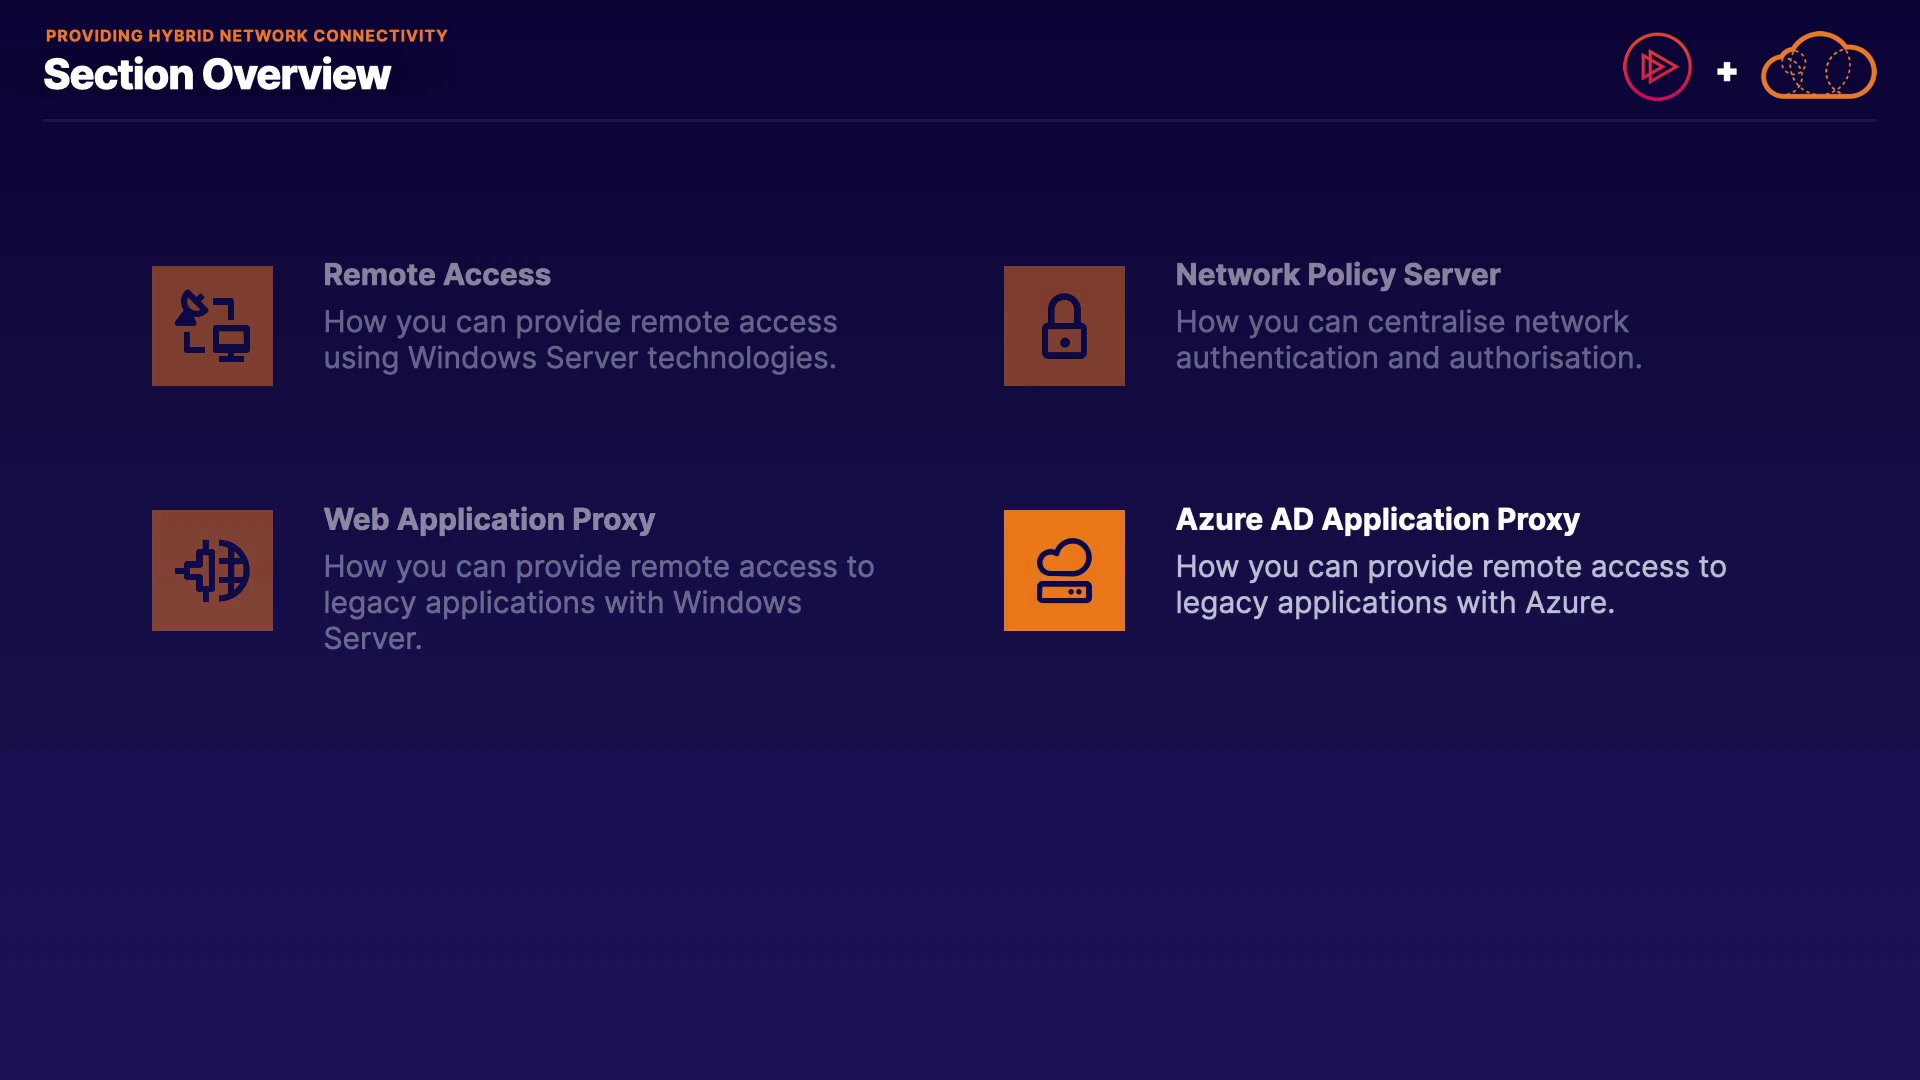 PROVIDING HYBRID NETWORK CONNECTIVITY
Section Overview
Remote Access
How you can provide remote access
using Windows Server technologies.
Network Policy Server
How you can centralise network
authentication and authorisation.
Web Application Proxy
How you can provide remote access to
legacy applications with Windows
Server.
Azure AD Application Proxy
How you can provide remote access to
legacy applications with Azure.